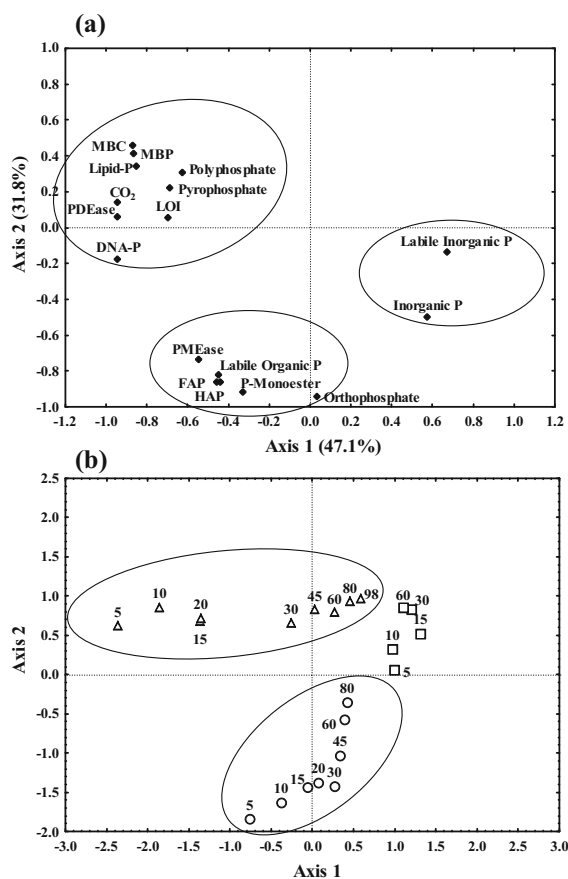 (a)
1.0
0.8
0.6
0.4
0.2
0.0
-0.2
-0.4
-0.6
-0.8
-1.0
Axis 2 (31.8%)
MBC
MBP
Lipid-P
Polyphosphate
CO2
Pyrophosphate
PDEase
LOI
DNA-P
Labile Inorganic P
Inorganic P
PMEase
Labile Organic P
FAP
P-Monoester
HAP
Orthophosphate
-1.2 -1.0 -0.8 -0.6 -0.4 -0.2 0.0 0.2 0.4 0.6 0.8 1.0 1.2
Axis 1 (47.1%)
(b)
2.5
2.0
1.5
1.0
0.5
0.0
-0.5
-1.0
-1.5
-2.0
Axis 2
5 10 20 15 30 45 60 80 98
60 30 15 10 5
80 60 45 20 30 15 10 5
-3.0 -2.5 -2.0 -1.5 -1.0 -0.5 0.0 0.5 1.0 1.5 2.0 2.5 3.0
Axis 1